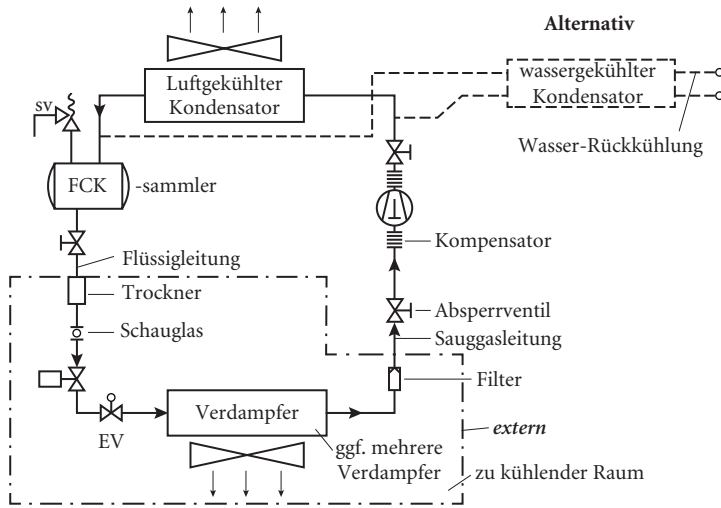 Alternativ
Luftgekühlter
Kondensator
wassergekühlter
Kondensator
sv
Wasser-Rückkühlung
FCK
-sammler
Kompensator
Flüssigleitung
Trockner
Absperrventil
Schauglas
Sauggasleitung
Filter
Verdampfer
EV
extern
ggf. mehrere
Verdampfer
zu kühlender Raum